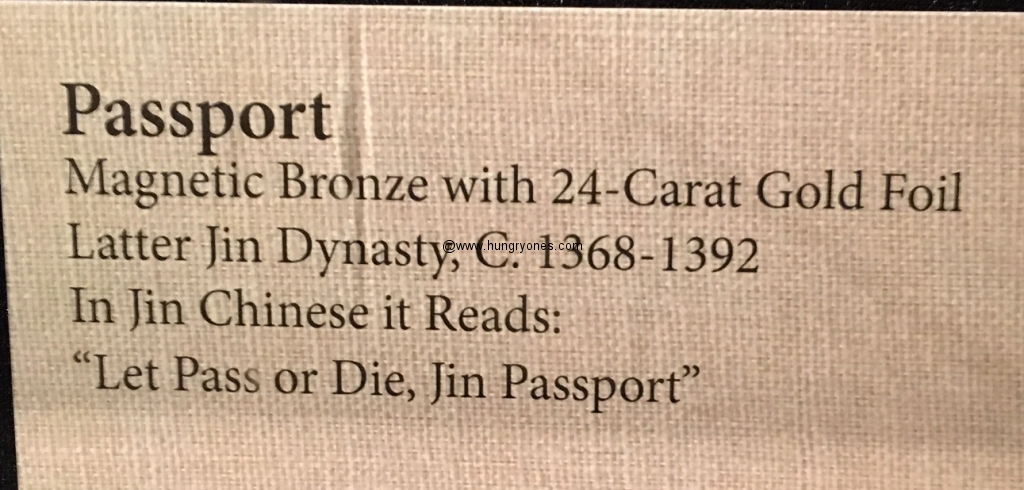 Passport
Magnetic Bronze with 24-Carat Gold Foil
Latter Jin Dynasty, C. 1368-1392
@www.hungryones.com
In Jin Chinese it Reads:
“Let Pass or Die, Jin Passport”